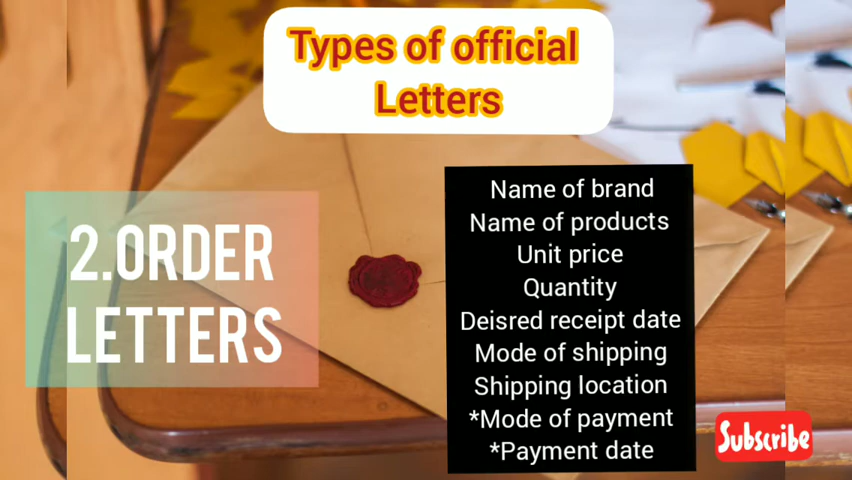 Types of official
Letters
2.ORDER
LETTERS
Name of brand
Name of products
Unit price
Quantity
Deisred receipt date
Mode of shipping
Shipping location
*Mode of payment
*Payment date
Subscribe